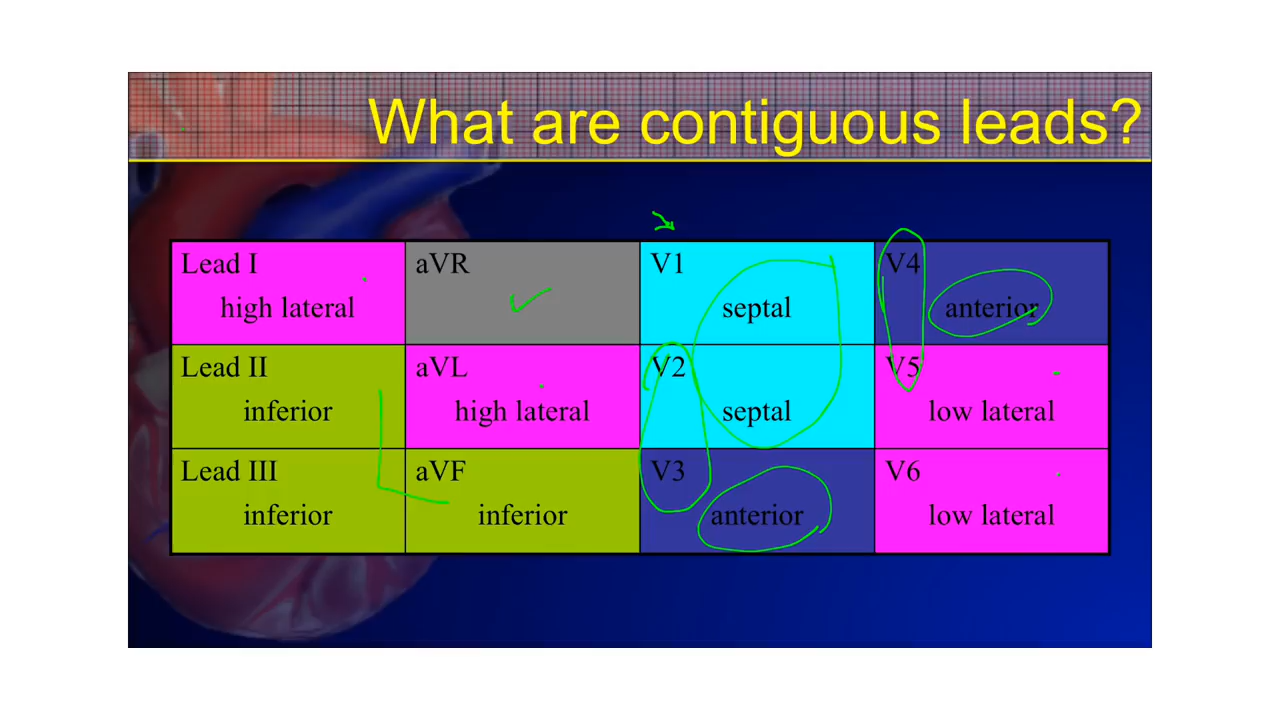 What are contiguous leads?
Lead I
high lateral
aVR
V1
septal
V4
anterior
Lead II
inferior
aVL
high lateral
V2
septal
V5
low lateral
Lead III
inferior
aVF
inferior
V3
anterior
V6
low lateral